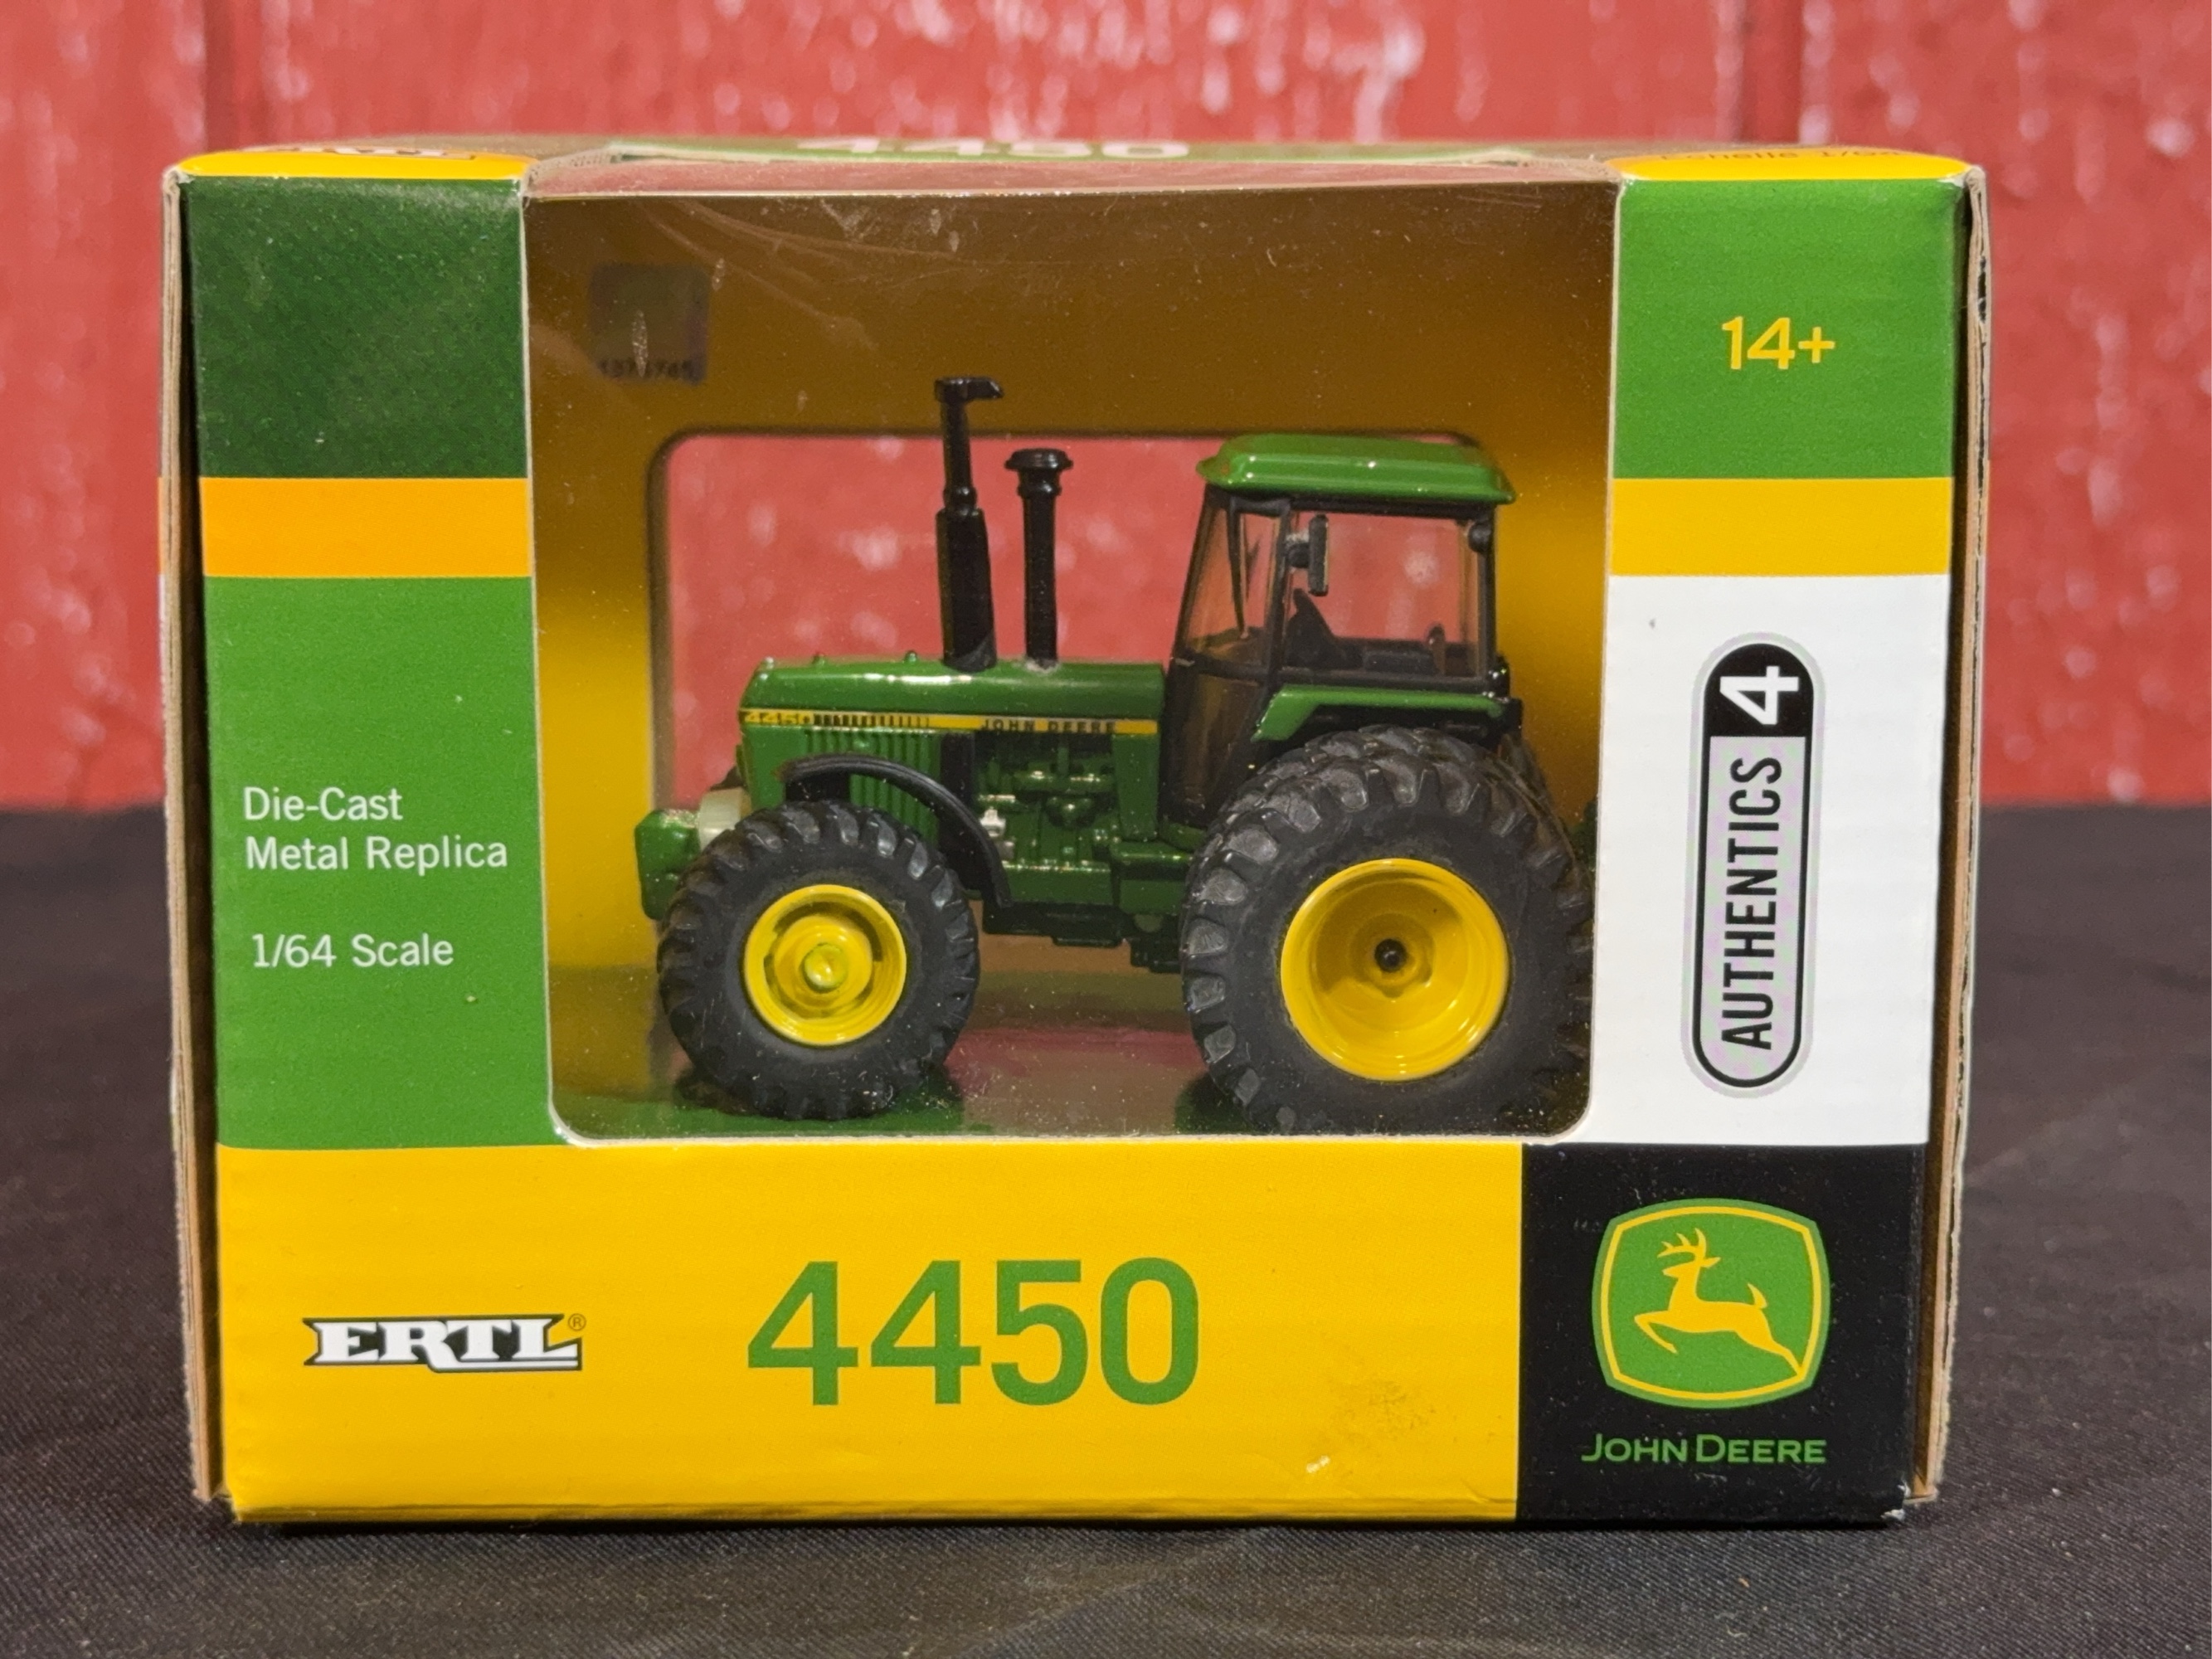 4450
14+
4450 JOHN DEERE
Die-Cast
Metal Replica
1/64 Scale
AUTHENTICS 4
ERTL®
4450
JOHN DEERE